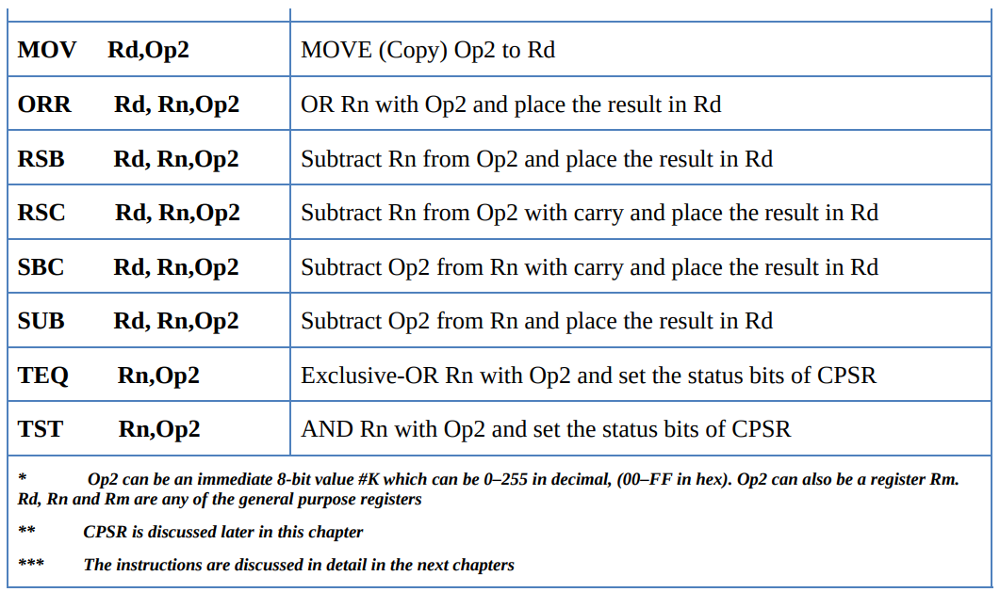 MOV Rd,Op2 MOVE (Copy) Op2 to Rd
ORR Rd, Rn,Op2 OR Rn with Op2 and place the result in Rd
RSB Rd, Rn,Op2 Subtract Rn from Op2 and place the result in Rd
RSC Rd, Rn,Op2 Subtract Rn from Op2 with carry and place the result in Rd
SBC Rd, Rn,Op2 Subtract Op2 from Rn with carry and place the result in Rd
SUB Rd, Rn,Op2 Subtract Op2 from Rn and place the result in Rd
TEQ Rn,Op2 Exclusive-OR Rn with Op2 and set the status bits of CPSR
TST Rn,Op2 AND Rn with Op2 and set the status bits of CPSR
* Op2 can be an immediate 8-bit value #K which can be 0–255 in decimal, (00–FF in hex). Op2 can also be a register Rm.
Rd, Rn and Rm are any of the general purpose registers
** CPSR is discussed later in this chapter
*** The instructions are discussed in detail in the next chapters